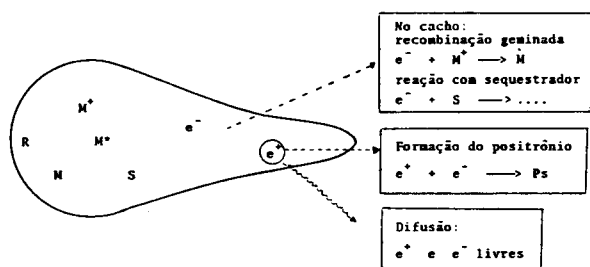 No cacho:
recombinação geminada
e⁻ + M⁺ ⟶ M
reação com sequestrador
e⁻ + S ⟶ ....
M⁺
e⁻
R
M*
e⁺
M
S
Formação do positrônio
e⁺ + e⁻ ⟶ Ps
Difusão:
e⁺ e e⁻ livres